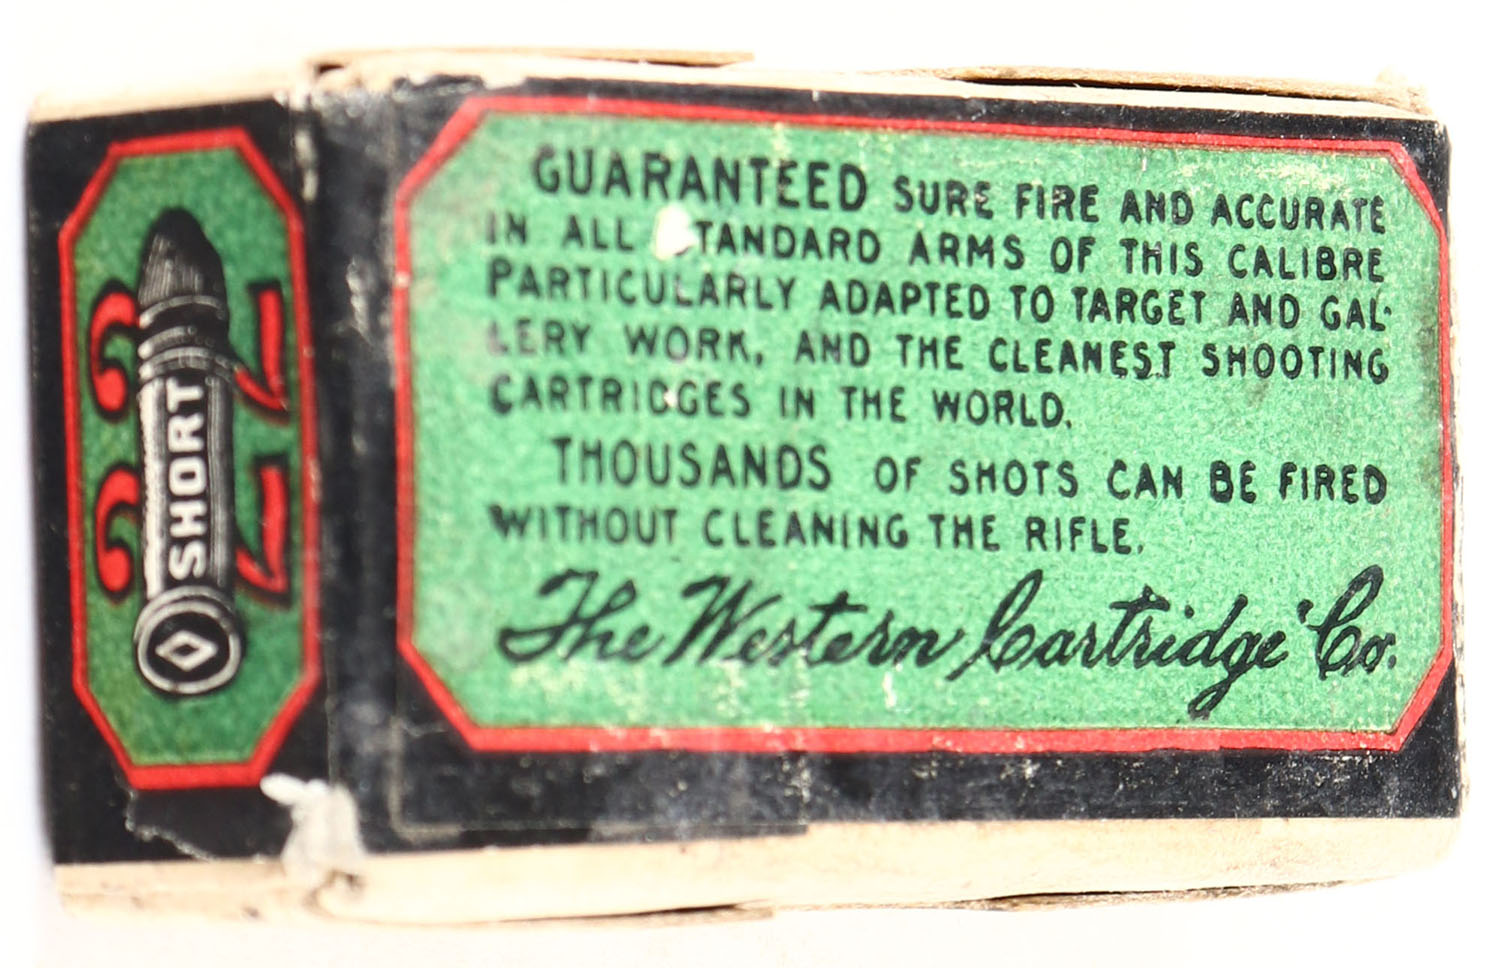 22
SHORT
22
GUARANTEED SURE FIRE AND ACCURATE
IN ALL STANDARD ARMS OF THIS CALIBRE
PARTICULARLY ADAPTED TO TARGET AND GAL-
LERY WORK, AND THE CLEANEST SHOOTING
CARTRIDGES IN THE WORLD.
THOUSANDS OF SHOTS CAN BE FIRED
WITHOUT CLEANING THE RIFLE.
The Western Cartridge Co.